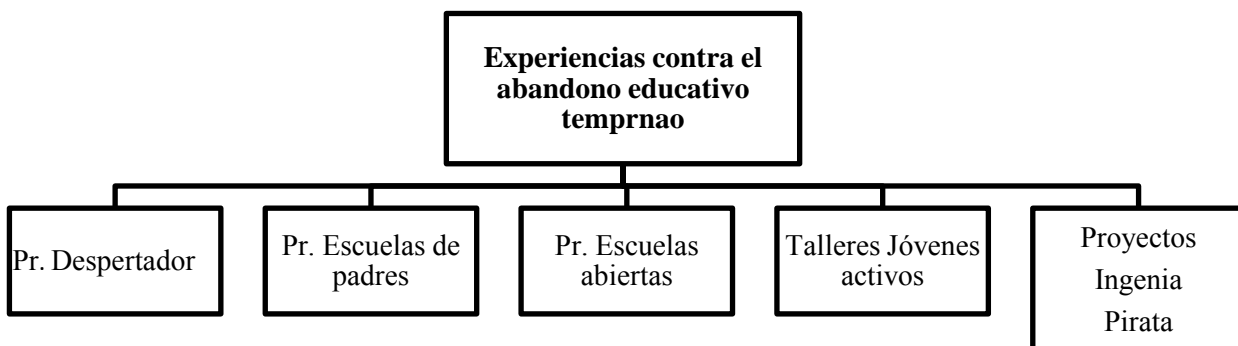 Experiencias contra el
abandono educativo
temprnao
Pr. Despertador
Pr. Escuelas de
padres
Pr. Escuelas
abiertas
Talleres Jóvenes
activos
Proyectos
Ingenia
Pirata